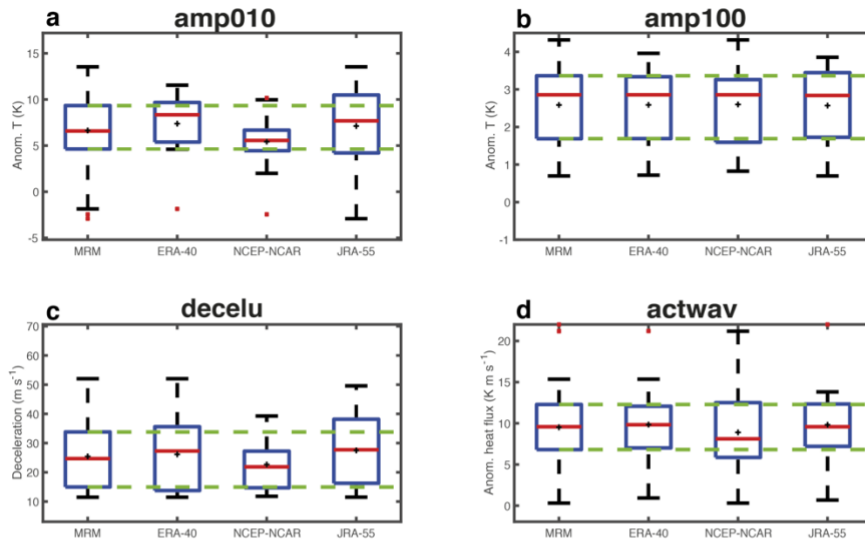 a amp010
Anom. T (K)
15
10
5
0
-5
MRM ERA-40 NCEP-NCAR JRA-55
b amp100
Anom. T (K)
4
3
2
1
0
-1
MRM ERA-40 NCEP-NCAR JRA-55
c decelu
Deceleration (m s⁻¹)
70
60
50
40
30
20
10
MRM ERA-40 NCEP-NCAR JRA-55
d actwav
Anom. heat flux (K m s⁻¹)
20
15
10
5
0
MRM ERA-40 NCEP-NCAR JRA-55